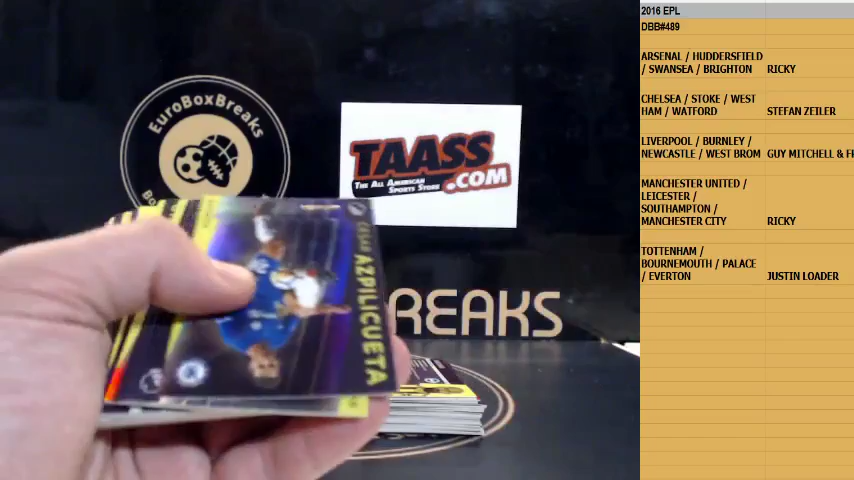 EuroBoxBreaks
Bo
TAASS
.COM
THE ALL AMERICAN
SPORTS STORE
REAKS
CESAR AZPILICUETA
2016 EPL
DBB#489
ARSENAL / HUDDERSFIELD
/ SWANSEA / BRIGHTON RICKY
CHELSEA / STOKE / WEST
HAM / WATFORD STEFAN ZEILER
LIVERPOOL / BURNLEY /
NEWCASTLE / WEST BROM GUY MITCHELL & F
MANCHESTER UNITED /
LEICESTER /
SOUTHAMPTON /
MANCHESTER CITY RICKY
TOTTENHAM /
BOURNEMOUTH / PALACE
/ EVERTON JUSTIN LOADER